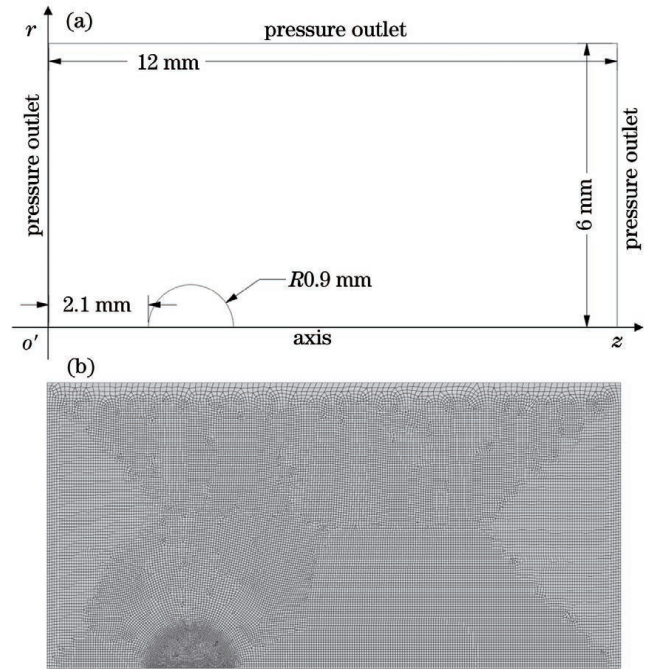 r
(a)
pressure outlet
12 mm
pressure outlet
6 mm
pressure outlet
R0.9 mm
2.1 mm
o′
axis
z
(b)